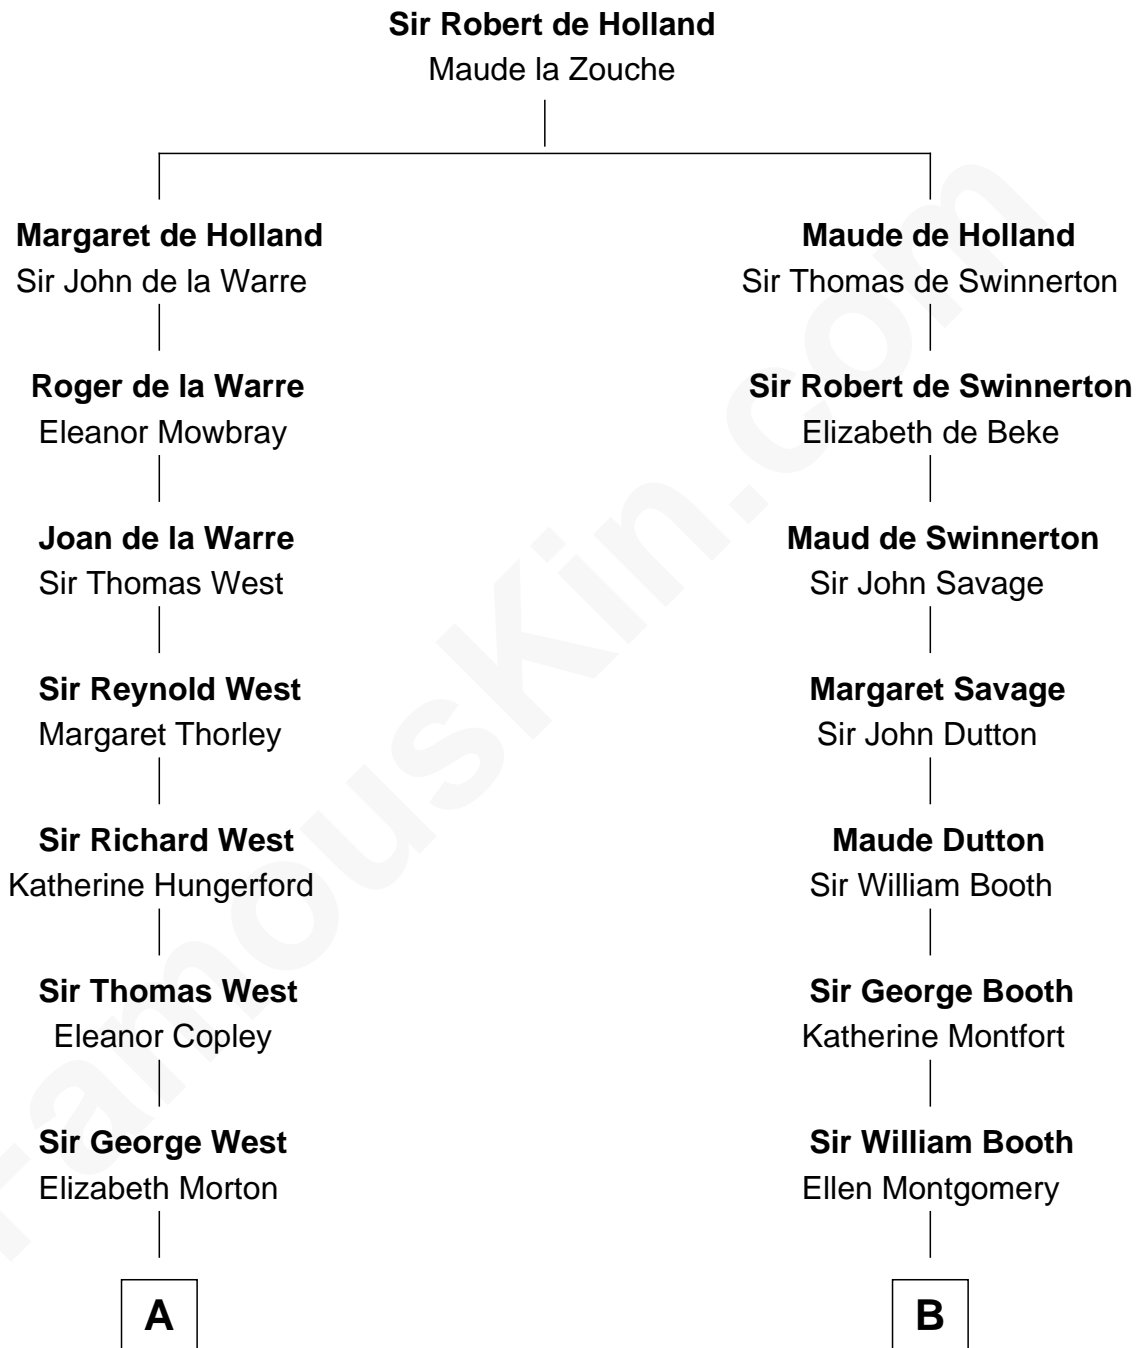 Sir Robert de Holland
Maude la Zouche
Margaret de Holland
Sir John de la Warre
Maude de Holland
Sir Thomas de Swinnerton
Roger de la Warre
Eleanor Mowbray
Sir Robert de Swinnerton
Elizabeth de Beke
Joan de la Warre
Sir Thomas West
Maud de Swinnerton
Sir John Savage
Sir Reynold West
Margaret Thorley
Margaret Savage
Sir John Dutton
Sir Richard West
Katherine Hungerford
Maude Dutton
Sir William Booth
Sir Thomas West
Eleanor Copley
Sir George Booth
Katherine Montfort
Sir George West
Elizabeth Morton
Sir William Booth
Ellen Montgomery
A
B
FamousKin.com